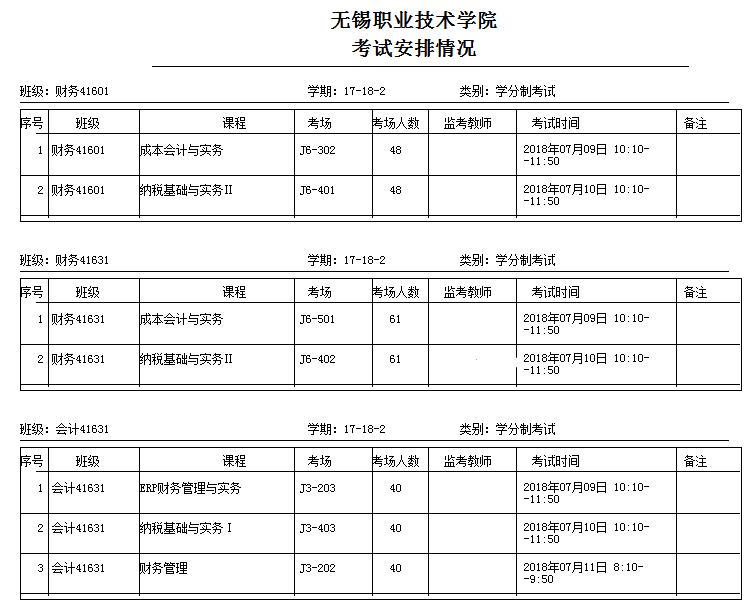 无锡职业技术学院
考试安排情况
班级：财务41601 学期：17-18-2 类别：学分制考试
序号 班级 课程 考场 考场人数 监考教师 考试时间 备注
1 财务41601 成本会计与实务 J6-302 48 2018年07月09日 10:10-
-11:50
2 财务41601 纳税基础与实务Ⅱ J6-401 48 2018年07月10日 10:10-
-11:50
班级：财务41631 学期：17-18-2 类别：学分制考试
序号 班级 课程 考场 考场人数 监考教师 考试时间 备注
1 财务41631 成本会计与实务 J6-501 61 2018年07月09日 10:10-
-11:50
2 财务41631 纳税基础与实务Ⅱ J6-402 61 2018年07月10日 10:10-
-11:50
班级：会计41631 学期：17-18-2 类别：学分制考试
序号 班级 课程 考场 考场人数 监考教师 考试时间 备注
1 会计41631 ERP财务管理与实务 J3-203 40 2018年07月09日 10:10-
-11:50
2 会计41631 纳税基础与实务Ⅰ J3-403 40 2018年07月10日 10:10-
-11:50
3 会计41631 财务管理 J3-202 40 2018年07月11日 8:10-
-9:50